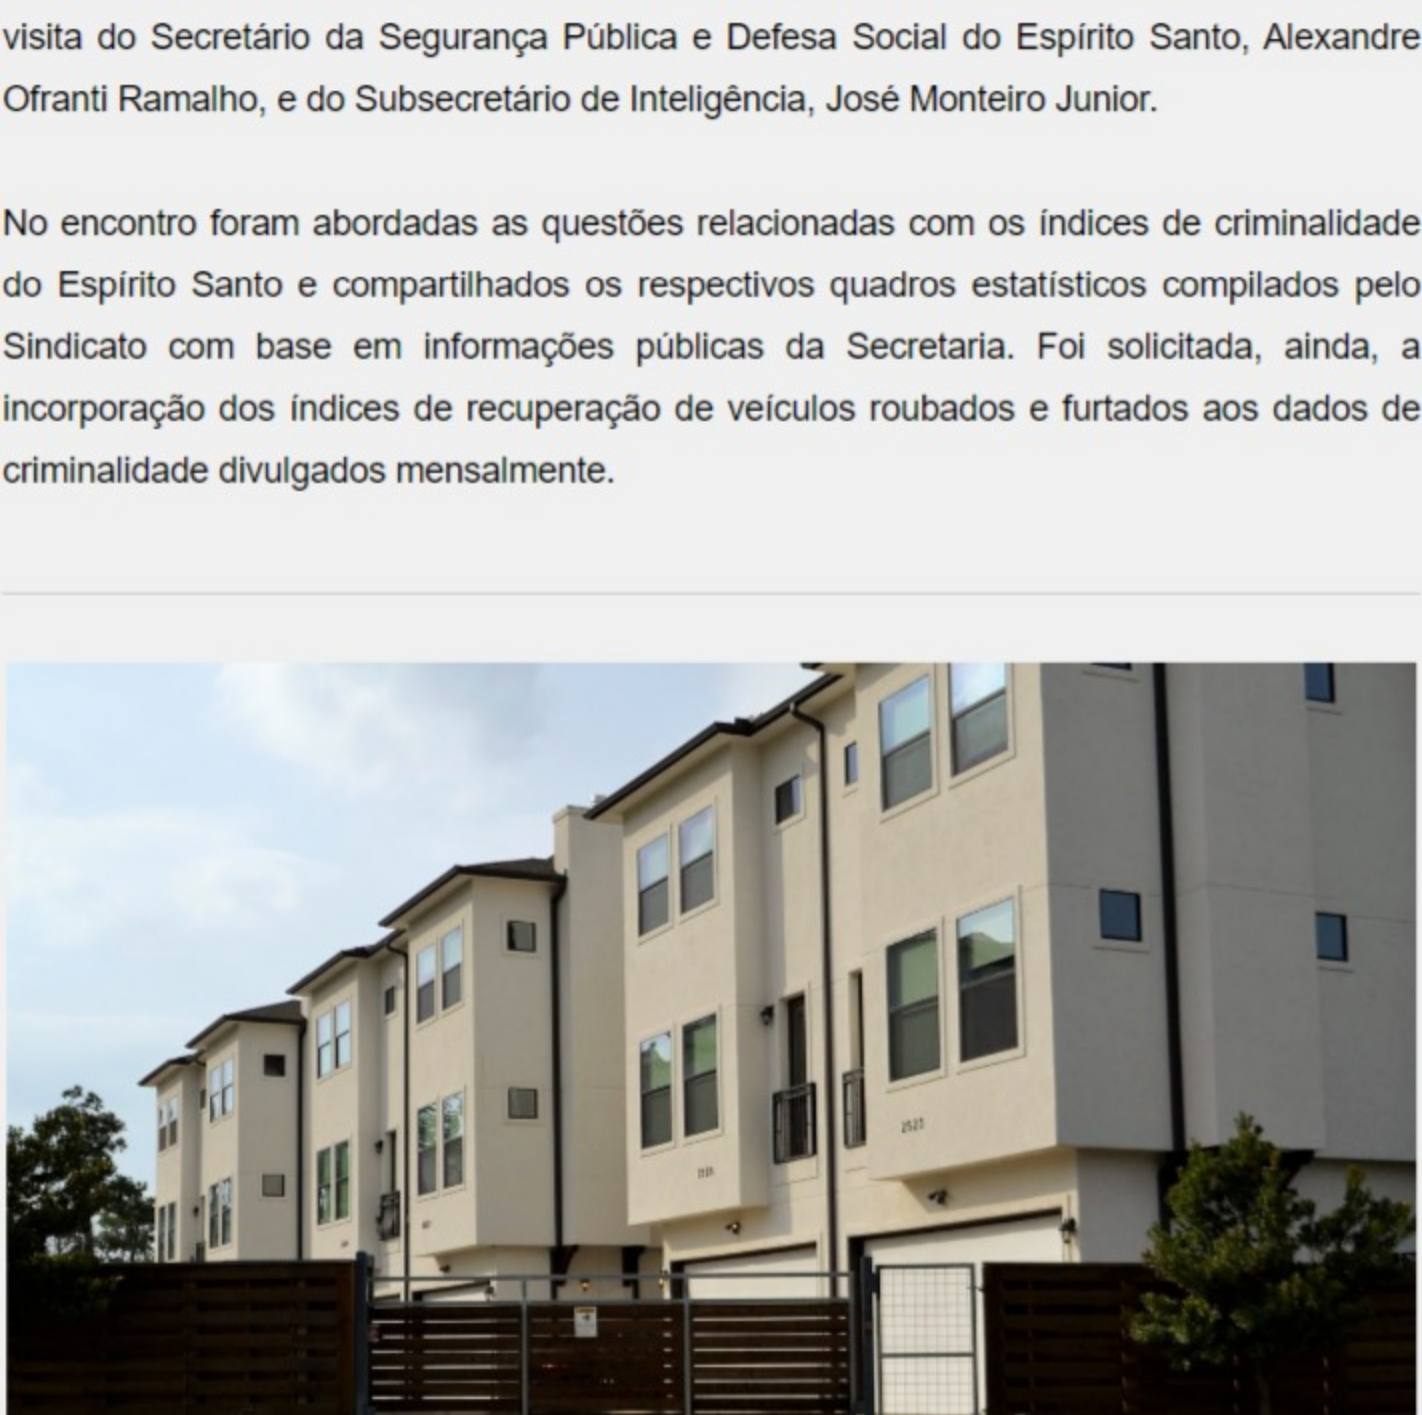 visita do Secretário da Segurança Pública e Defesa Social do Espírito Santo, Alexandre
Ofranti Ramalho, e do Subsecretário de Inteligência, José Monteiro Junior.
No encontro foram abordadas as questões relacionadas com os índices de criminalidade
do Espírito Santo e compartilhados os respectivos quadros estatísticos compilados pelo
Sindicato com base em informações públicas da Secretaria. Foi solicitada, ainda, a
incorporação dos índices de recuperação de veículos roubados e furtados aos dados de
criminalidade divulgados mensalmente.